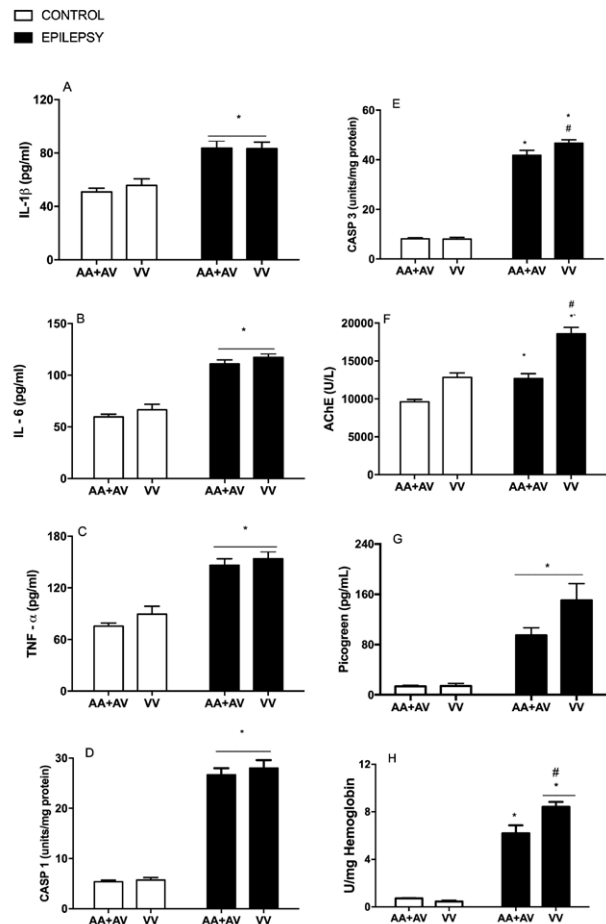 CONTROL
EPILEPSY
A
IL-1β (pg/ml)
120
80
40
0
*
AA+AV VV AA+AV VV
B
IL - 6 (pg/ml)
150
100
50
0
*
AA+AV VV AA+AV VV
C
TNF - α (pg/ml)
180
120
60
0
*
AA+AV VV AA+AV VV
D
CASP 1 (units/mg protein)
30
20
10
0
*
AA+AV VV AA+AV VV
E
CASP 3 (units/mg protein)
60
40
20
0
*
*
#
AA+AV VV AA+AV VV
F
AChE (U/L)
20000
15000
10000
5000
0
*
#
*
AA+AV VV AA+AV VV
G
Picogreen (pg/mL)
240
160
80
0
*
AA+AV VV AA+AV VV
H
U/mg Hemoglobin
12
8
4
0
*
#
*
AA+AV VV AA+AV VV